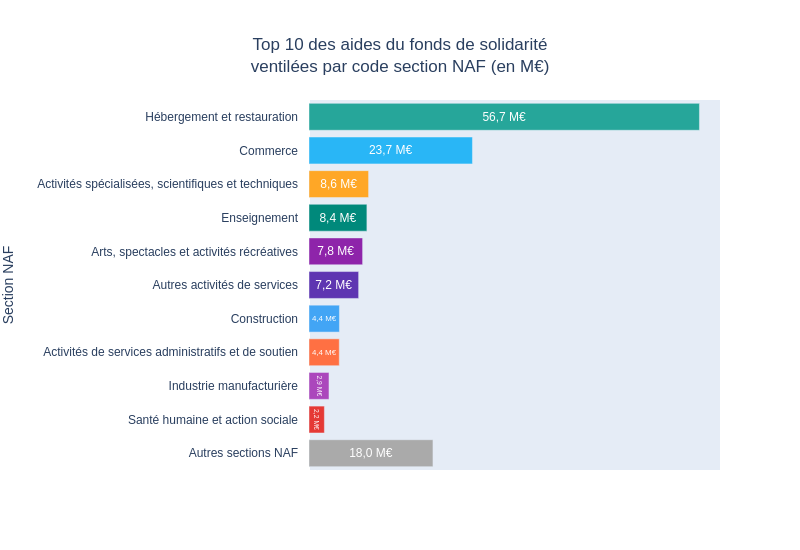 Top 10 des aides du fonds de solidarité
ventilées par code section NAF (en M€)
Section NAF
Hébergement et restauration 56,7 M€
Commerce 23,7 M€
Activités spécialisées, scientifiques et techniques 8,6 M€
Enseignement 8,4 M€
Arts, spectacles et activités récréatives 7,8 M€
Autres activités de services 7,2 M€
Construction 4,4 M€
Activités de services administratifs et de soutien 4,4 M€
Industrie manufacturière 2,9 M€
Santé humaine et action sociale 2,2 M€
Autres sections NAF 18,0 M€